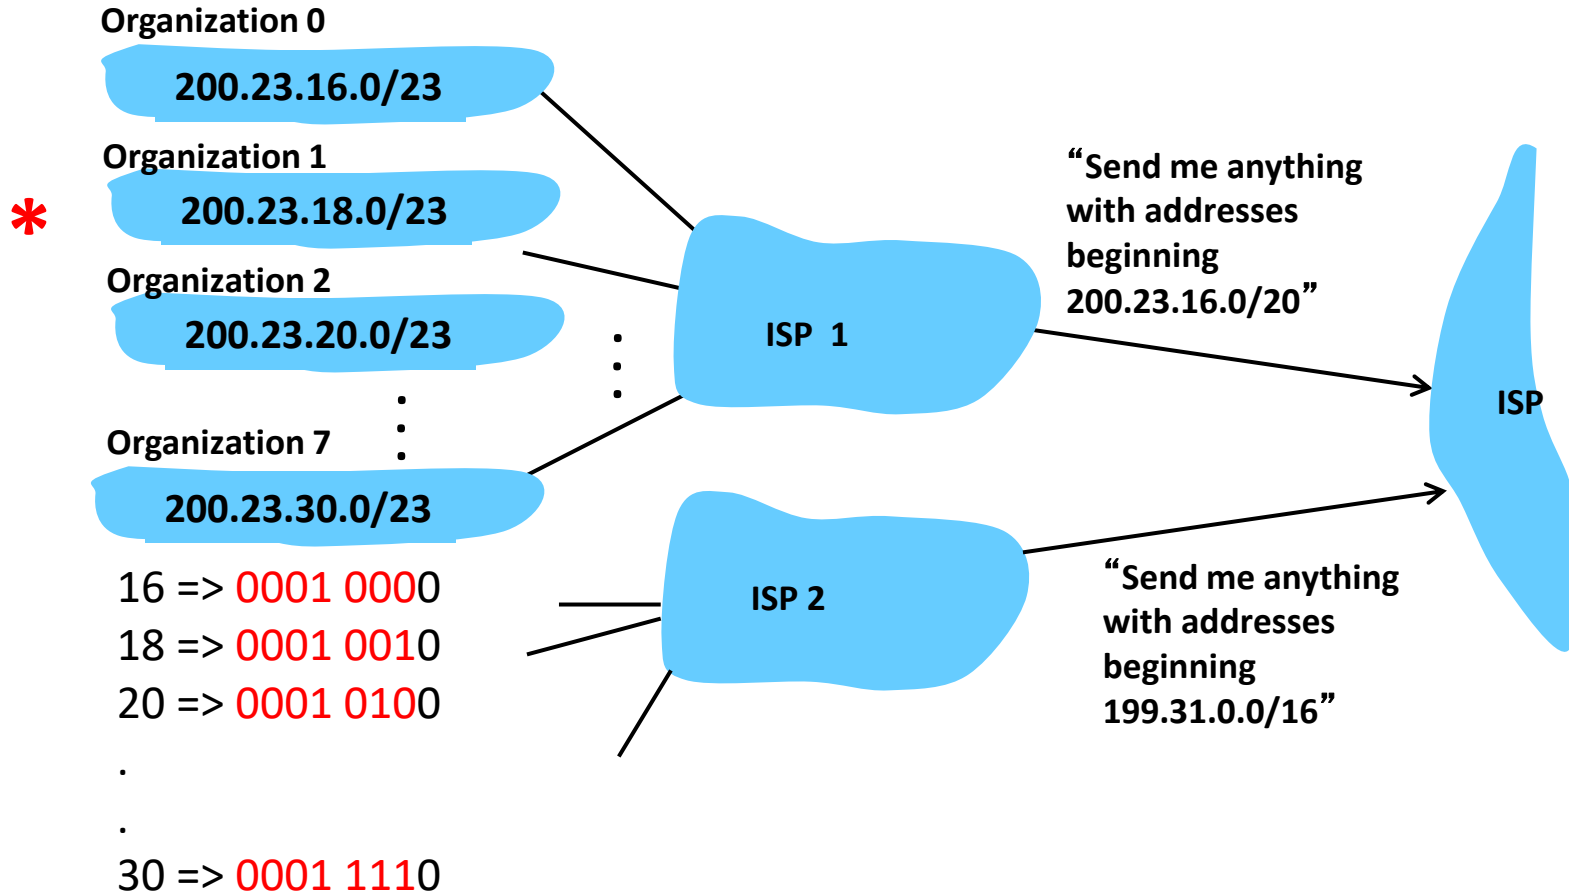 Organization 0
200.23.16.0/23
Organization 1
*
200.23.18.0/23
Organization 2
200.23.20.0/23
.
.
.
Organization 7
200.23.30.0/23
16 => 0001 0000
18 => 0001 0010
20 => 0001 0100
.
.
30 => 0001 1110
.
.
.
ISP 1
ISP 2
“Send me anything
with addresses
beginning
200.23.16.0/20”
“Send me anything
with addresses
beginning
199.31.0.0/16”
ISP